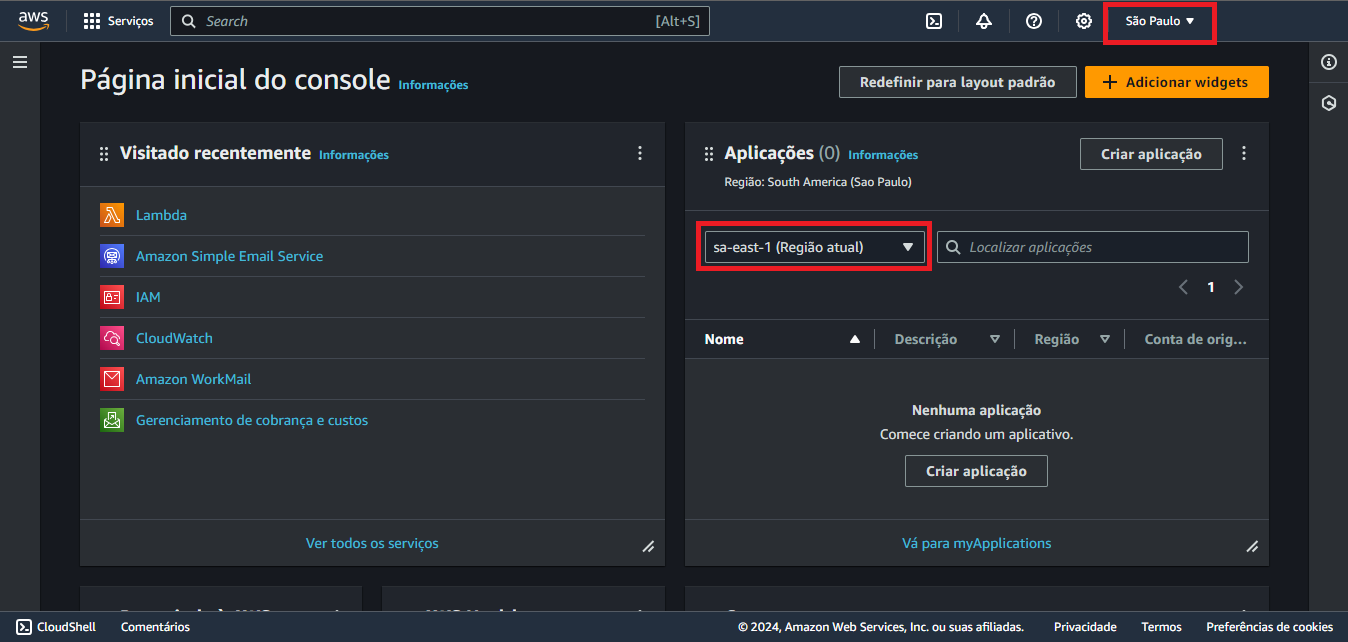 aws Serviços Search [Alt+S] São Paulo
Página inicial do console Informações Redefinir para layout padrão Adicionar widgets
Visitado recentemente Informações
Lambda
Amazon Simple Email Service
IAM
CloudWatch
Amazon WorkMail
Gerenciamento de cobrança e custos
Ver todos os serviços
Aplicações (0) Informações Criar aplicação
Região: South America (Sao Paulo)
sa-east-1 (Região atual) Localizar aplicações
1
Nome Descrição Região Conta de orig...
Nenhuma aplicação
Comece criando um aplicativo.
Criar aplicação
Vá para myApplications
CloudShell Comentários © 2024, Amazon Web Services, Inc. ou suas afiliadas. Privacidade Termos Preferências de cookies